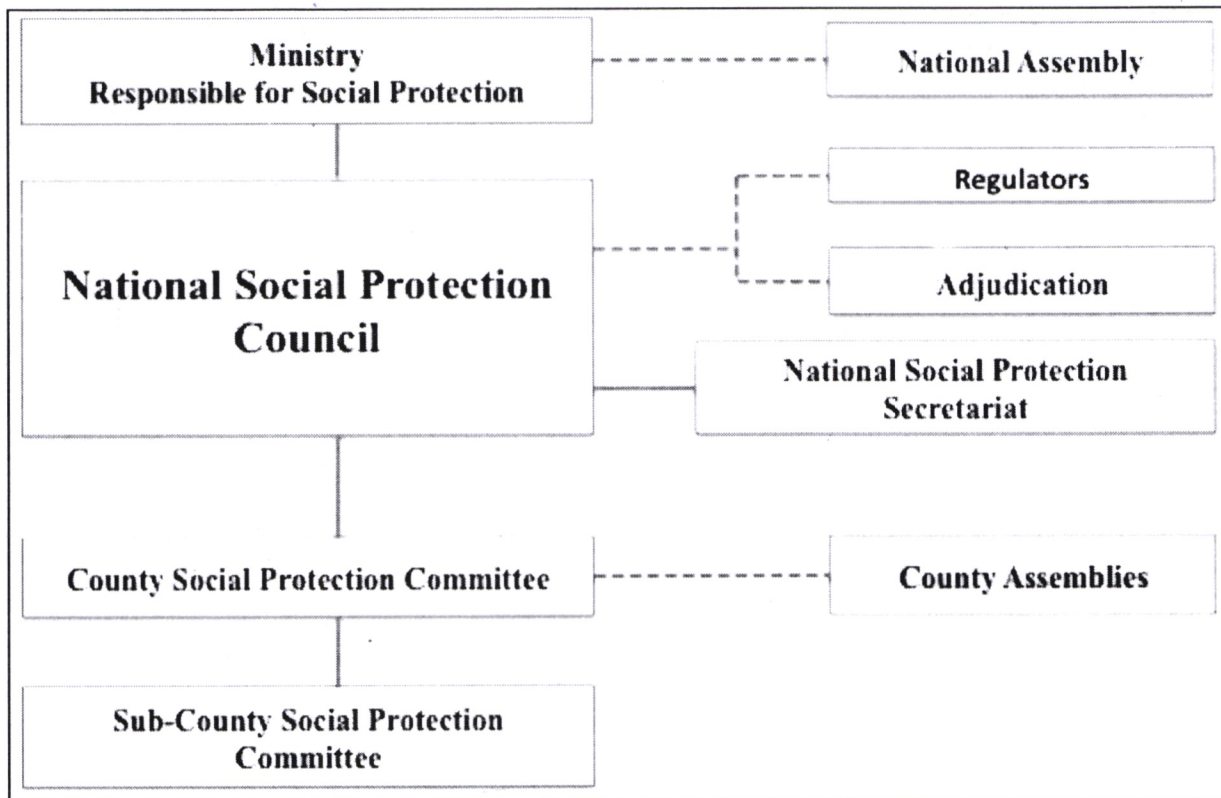 Ministry
Responsible for Social Protection
National Assembly
Regulators
National Social Protection
Council
Adjudication
National Social Protection
Secretariat
County Social Protection Committee
County Assemblies
Sub-County Social Protection
Committee